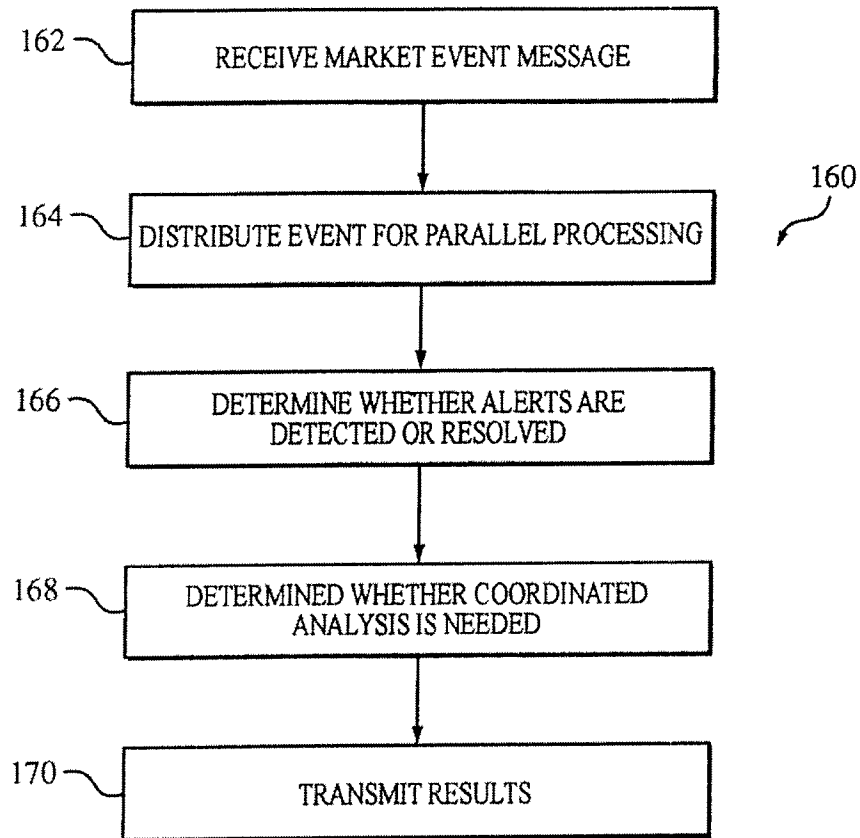 162
RECEIVE MARKET EVENT MESSAGE
160
164
DISTRIBUTE EVENT FOR PARALLEL PROCESSING
166
DETERMINE WHETHER ALERTS ARE
DETECTED OR RESOLVED
168
DETERMINED WHETHER COORDINATED
ANALYSIS IS NEEDED
170
TRANSMIT RESULTS